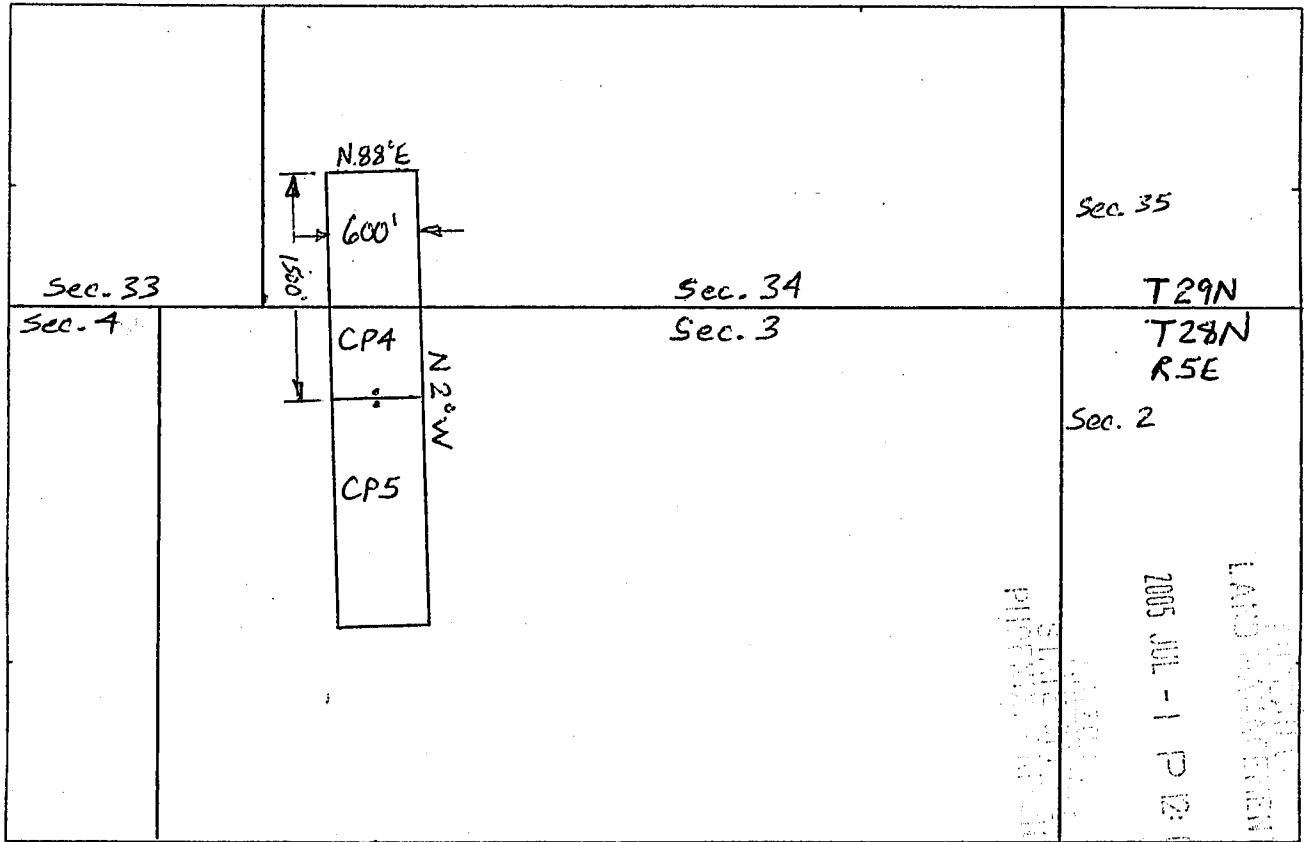 N.88°E
600'
1500'
Sec. 35
Sec. 33
Sec. 34
T29N
Sec. 4
Sec. 3
T28N
R5E
CP4
N 2° W
Sec. 2
CP5
LAND
2005 JUL -1 P 12: